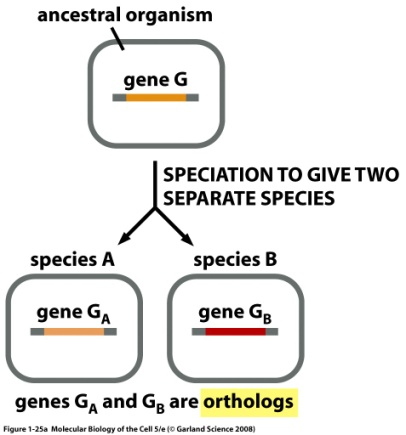 ancestral organism
gene G
SPECIATION TO GIVE TWO
SEPARATE SPECIES
species A
species B
gene GA
gene GB
genes GA and GB are orthologs
Figure 1-25a Molecular Biology of the Cell 5/e (© Garland Science 2008)